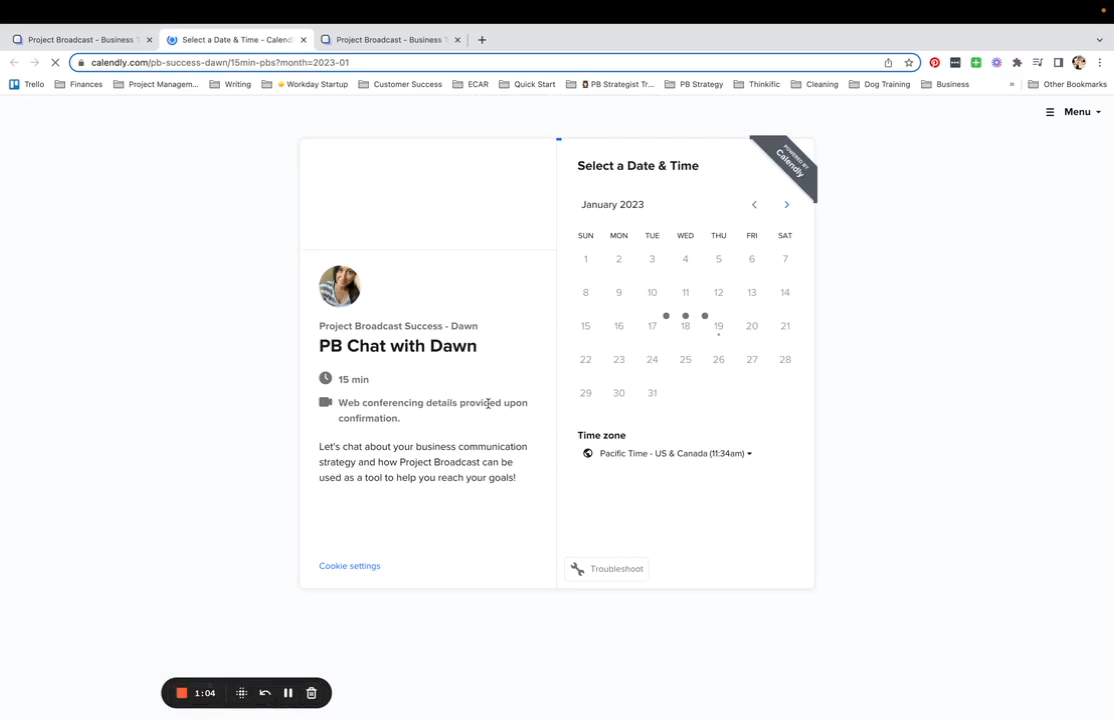 Project Broadcast - Business T
Select a Date & Time - Calendl
Project Broadcast - Business T
calendly.com/pb-success-dawn/15min-pbs?month=2023-01
Trello
Finances
Project Managem...
Writing
Workday Startup
Customer Success
ECAR
Quick Start
PB Strategist Tr...
PB Strategy
Thinkific
Cleaning
Dog Training
Business
»
Other Bookmarks
Menu
POWERED BY
Calendly
Project Broadcast Success - Dawn
PB Chat with Dawn
15 min
Web conferencing details provided upon
confirmation.
Let's chat about your business communication
strategy and how Project Broadcast can be
used as a tool to help you reach your goals!
Cookie settings
Select a Date & Time
January 2023
SUN MON TUE WED THU FRI SAT
1 2 3 4 5 6 7
8 9 10 11 12 13 14
15 16 17 18 19 20 21
22 23 24 25 26 27 28
29 30 31
Time zone
Pacific Time - US & Canada (11:34am)
Troubleshoot
1:04